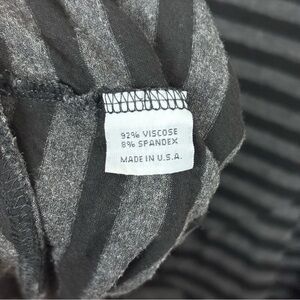 92% VISCOSE
8% SPANDEX
MADE IN U.S.A.